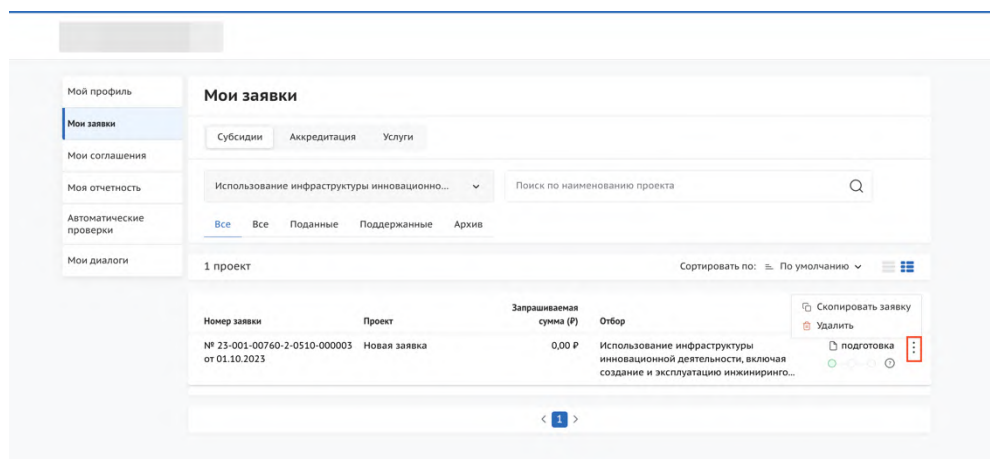 Мой профиль
Мои заявки
Мои соглашения
Моя отчетность
Автоматические
проверки
Мои диалоги
Мои заявки
Субсидии Аккредитация Услуги
Использование инфраструктуры инновационно...
Поиск по наименованию проекта
Все Все Поданные Поддержанные Архив
1 проект
Сортировать по: По умолчанию
Скопировать заявку
Удалить
Номер заявки
Проект
Запрашиваемая
сумма (₽)
Отбор
№ 23-001-00760-2-0510-000003
от 01.10.2023
Новая заявка
0,00 ₽
Использование инфраструктуры
инновационной деятельности, включая
создание и эксплуатацию инжиниринго...
подготовка
< 1 >